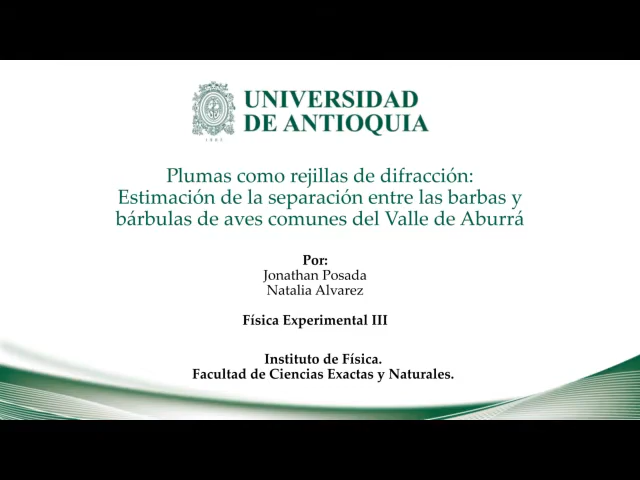 UNIVERSIDAD
DE ANTIOQUIA
1803
Plumas como rejillas de difracción:
Estimación de la separación entre las barbas y
bárbulas de aves comunes del Valle de Aburrá
Por:
Jonathan Posada
Natalia Alvarez
Física Experimental III
Instituto de Física.
Facultad de Ciencias Exactas y Naturales.